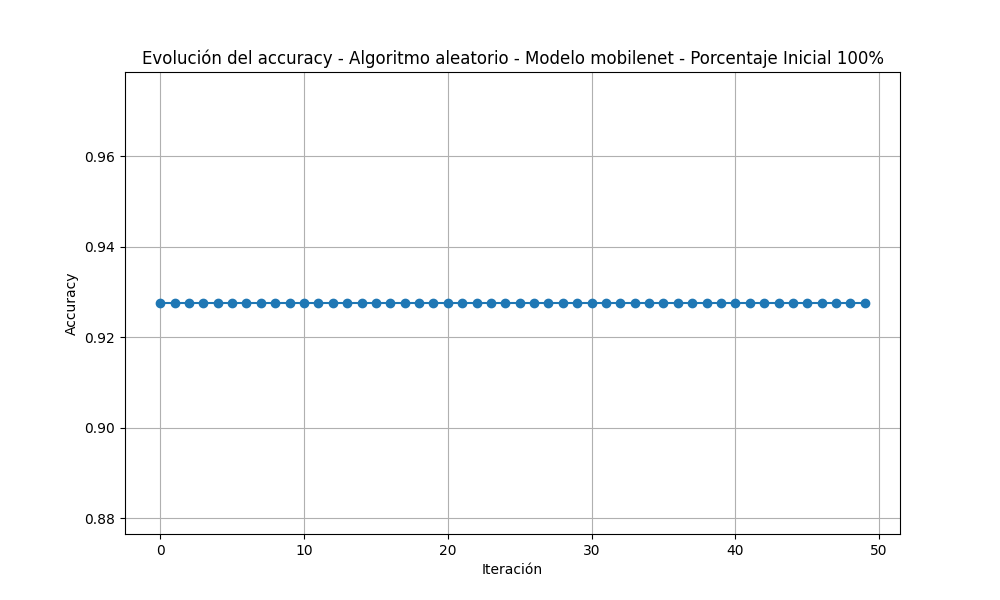 Evolución del accuracy - Algoritmo aleatorio - Modelo mobilenet - Porcentaje Inicial 100%
0.96
0.94
0.92
0.90
0.88
Accuracy
0 10 20 30 40 50
Iteración